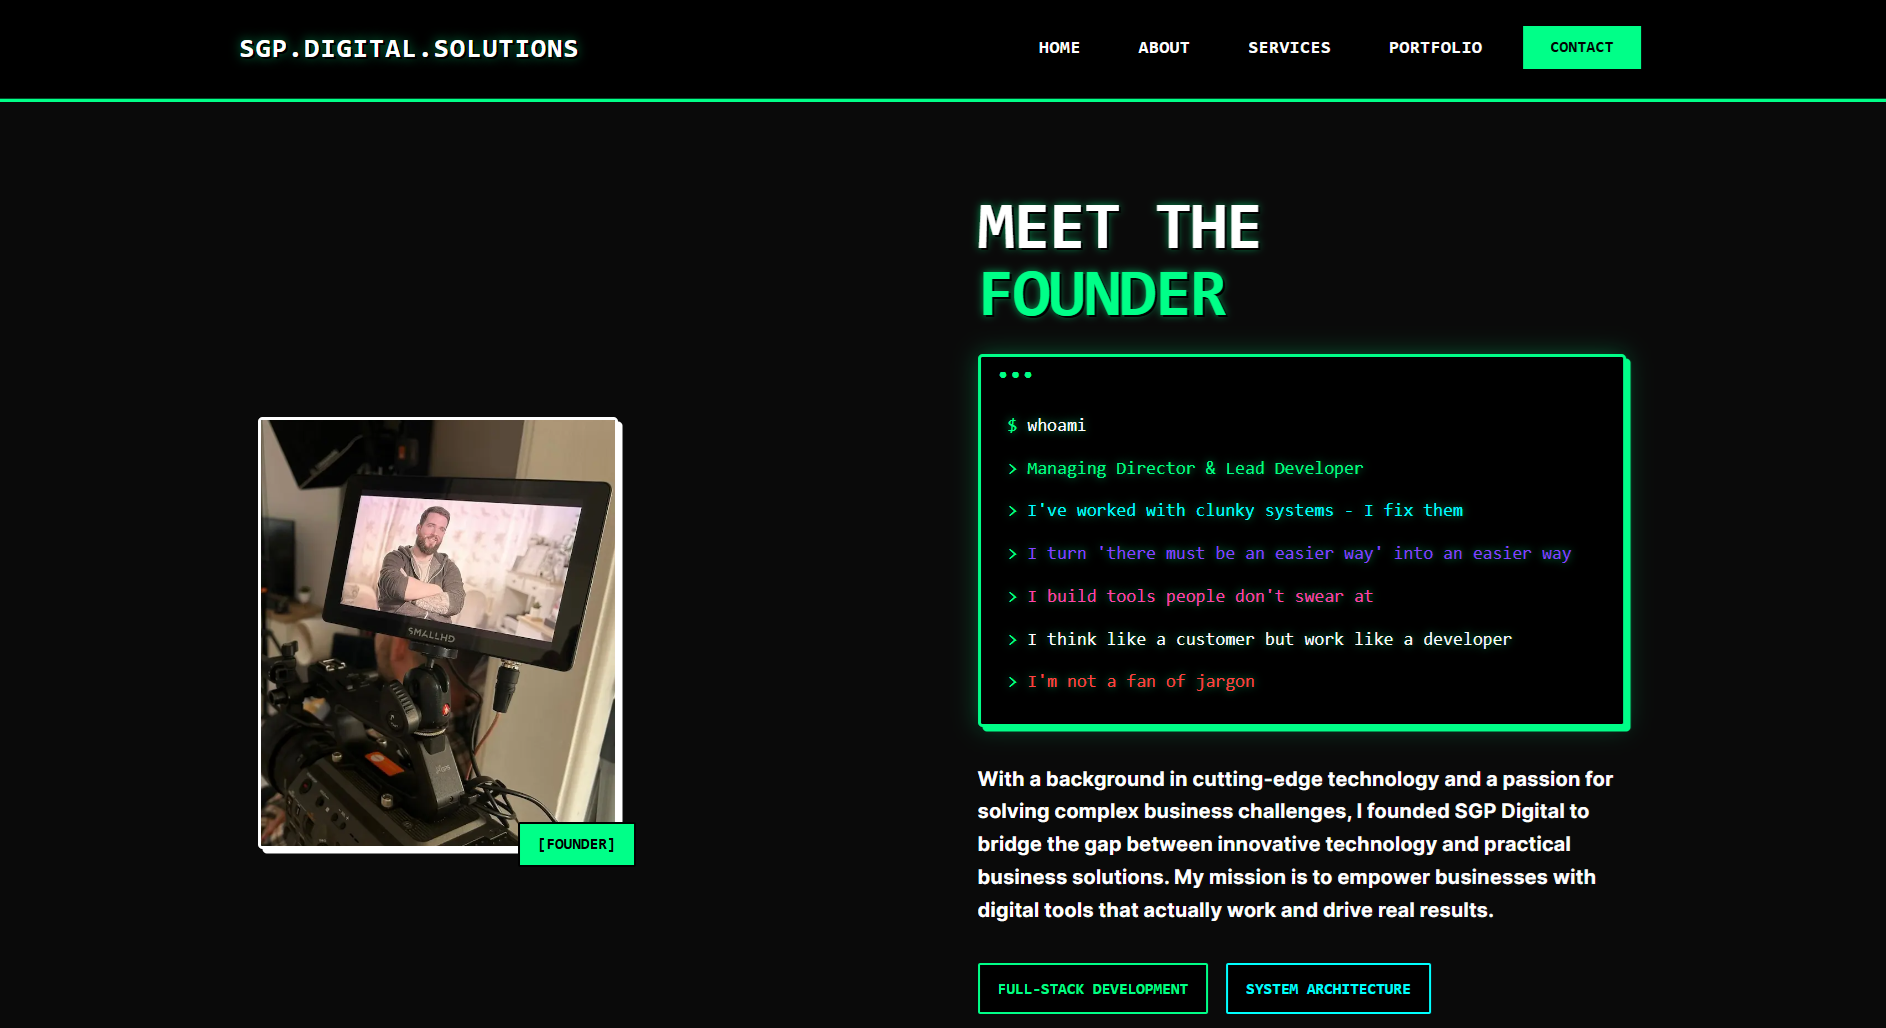 SGP.DIGITAL.SOLUTIONS
HOME
ABOUT
SERVICES
PORTFOLIO
CONTACT
MEET THE
FOUNDER
$ whoami
> Managing Director & Lead Developer
> I've worked with clunky systems - I fix them
> I turn 'there must be an easier way' into an easier way
> I build tools people don't swear at
> I think like a customer but work like a developer
> I'm not a fan of jargon
SMALLHD
[FOUNDER]
With a background in cutting-edge technology and a passion for
solving complex business challenges, I founded SGP Digital to
bridge the gap between innovative technology and practical
business solutions. My mission is to empower businesses with
digital tools that actually work and drive real results.
FULL-STACK DEVELOPMENT
SYSTEM ARCHITECTURE